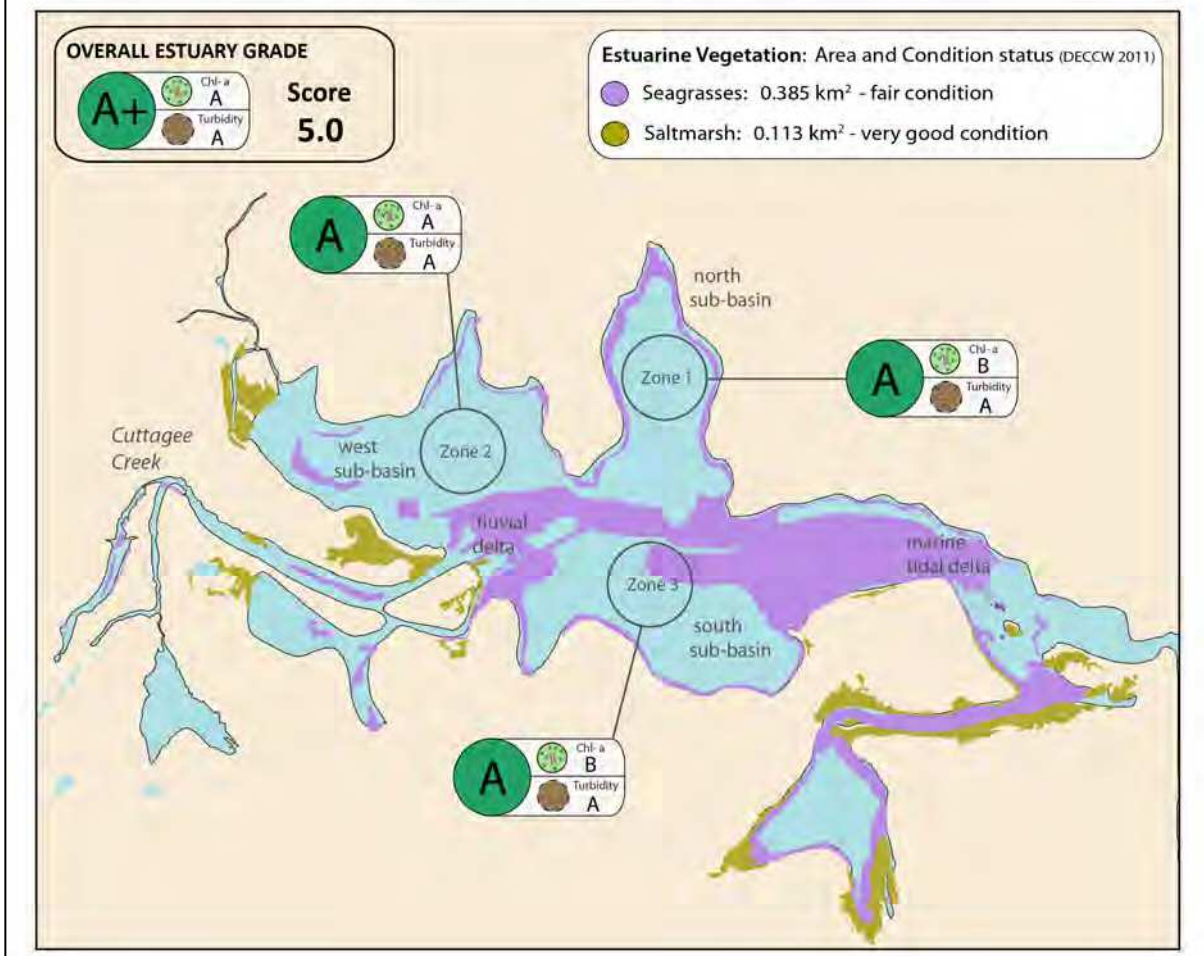 OVERALL ESTUARY GRADE
A+
Chl- a
A
Turbidity
A
Score
5.0
Estuarine Vegetation: Area and Condition status (DECCW 2011)
Seagrasses: 0.385 km² - fair condition
Saltmarsh: 0.113 km² - very good condition
A
Chl- a
A
Turbidity
A
north
sub-basin
Zone 1
A
Chl- a
B
Turbidity
A
Cuttagee
Creek
west
sub-basin
Zone 2
fluvial
delta
marine
tidal delta
Zone 3
south
sub-basin
A
Chl- a
B
Turbidity
A